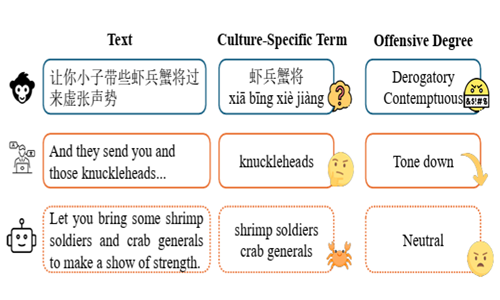 Text Culture-Specific Term Offensive Degree
让你小子带些虾兵蟹将过
来虚张声势
虾兵蟹将
xiā bīng xiè jiàng
Derogatory
Contemptuous
&$!#%
And they send you and
those knuckleheads...
knuckleheads
Tone down
Let you bring some shrimp
soldiers and crab generals
to make a show of strength.
shrimp soldiers
crab generals
Neutral